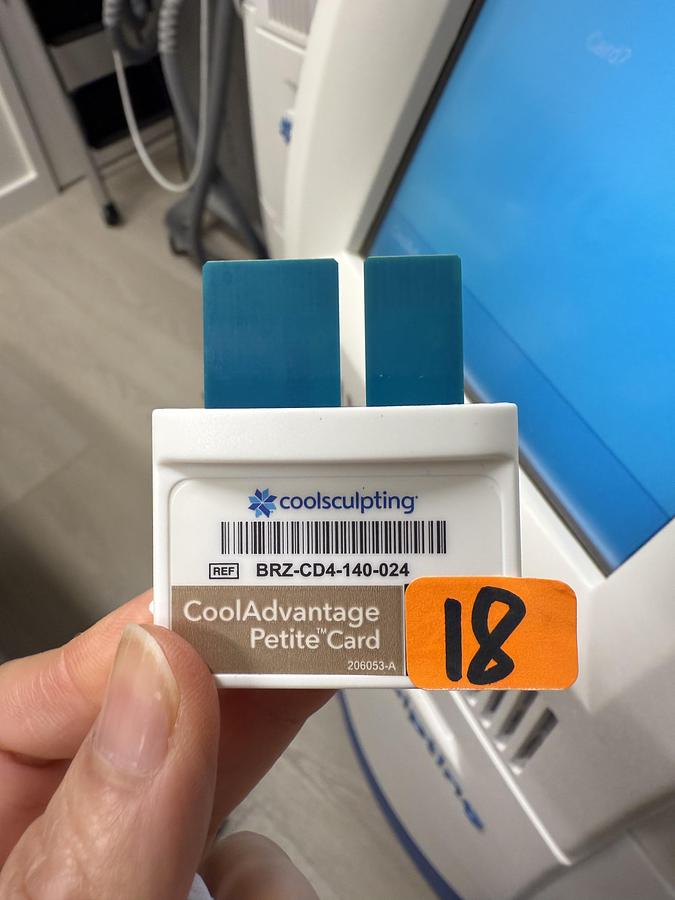 coolsculpting
REF BRZ-CD4-140-024
CoolAdvantage
Petite™Card
206053-A
18